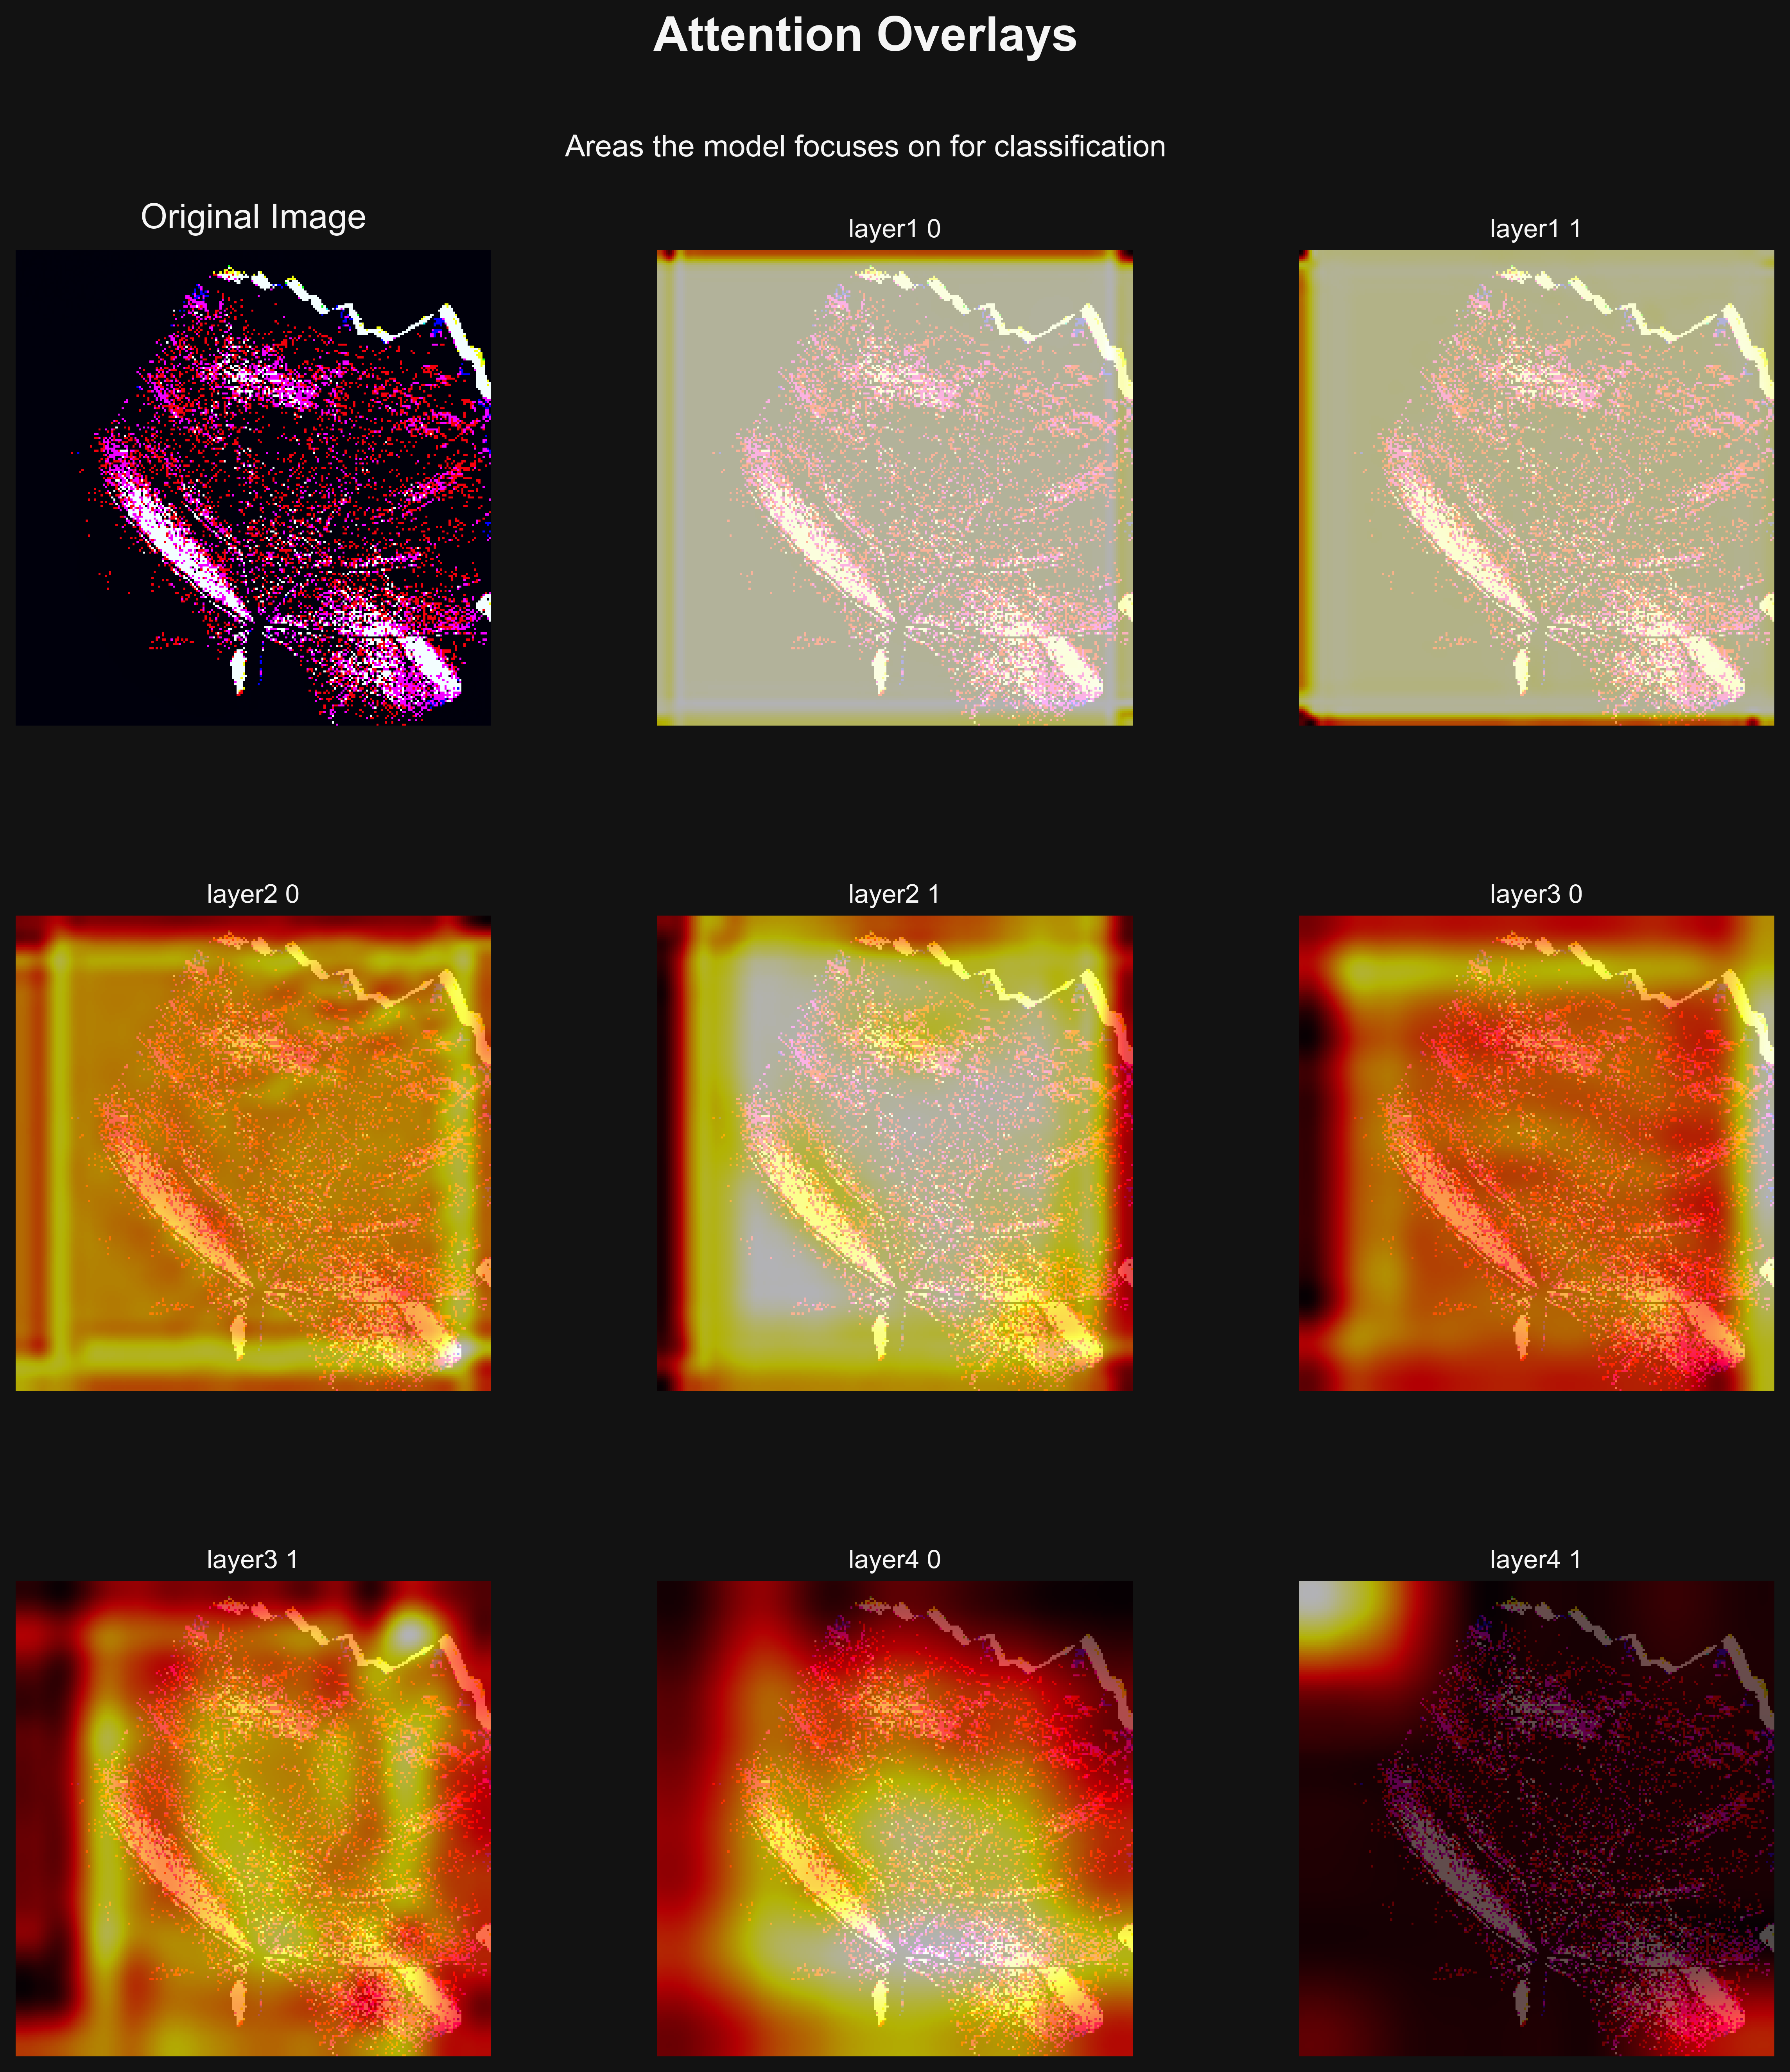 Attention Overlays
Areas the model focuses on for classification
Original Image
layer1 0
layer1 1
layer2 0
layer2 1
layer3 0
layer3 1
layer4 0
layer4 1